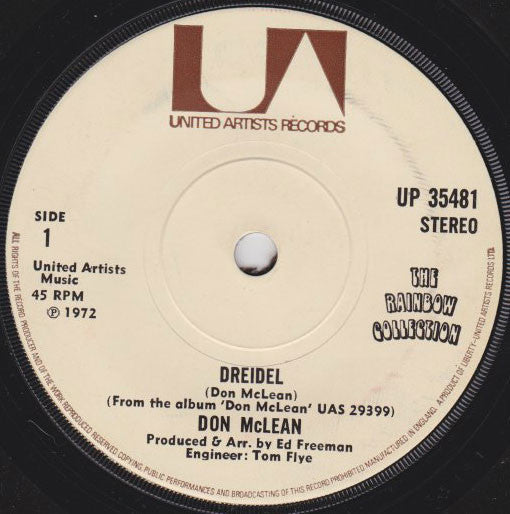 UA
UNITED ARTISTS RECORDS
UP 35481
STEREO
SIDE
1
United Artists
Music
45 RPM
℗ 1972
THE
RAINBOW
COLLECTION
DREIDEL
(Don McLean)
(From the album 'Don McLean' UAS 29399)
DON McLEAN
Produced & Arr. by Ed Freeman
Engineer: Tom Flye
ALL RIGHTS OF THE RECORD PRODUCER AND OF THE WORK REPRODUCED RESERVED COPYING, PUBLIC PERFORMANCES AND BROADCASTING OF THIS RECORD PROHIBITED MANUFACTURED IN ENGLAND. A PRODUCT OF LIBERTY-UNITED ARTISTS RECORDS LTD.